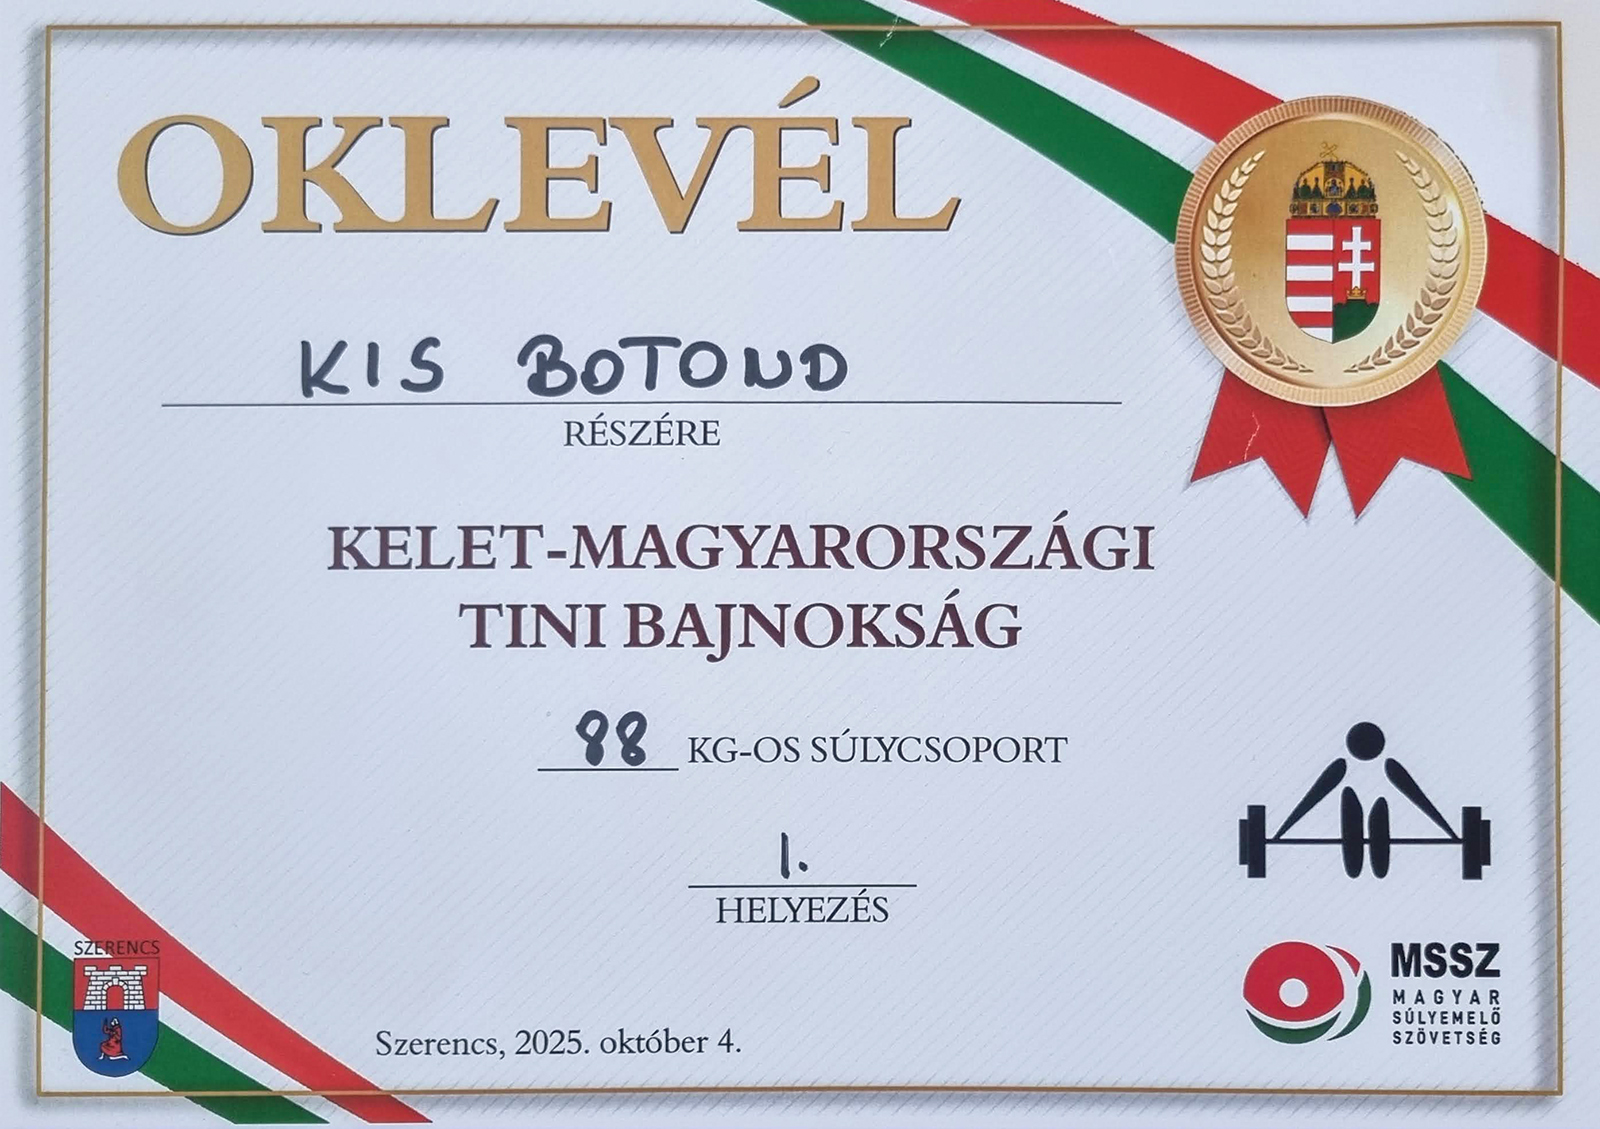 OKLEVÉL
KIS BOTOND
RÉSZÉRE
KELET-MAGYARORSZÁGI
TINI BAJNOKSÁG
88 KG-OS SÚLYCSOPORT
1.
HELYEZÉS
SZERENCS
Szerencs, 2025. október 4.
MSSZ
MAGYAR
SÚLYEMELŐ
SZÖVETSÉG